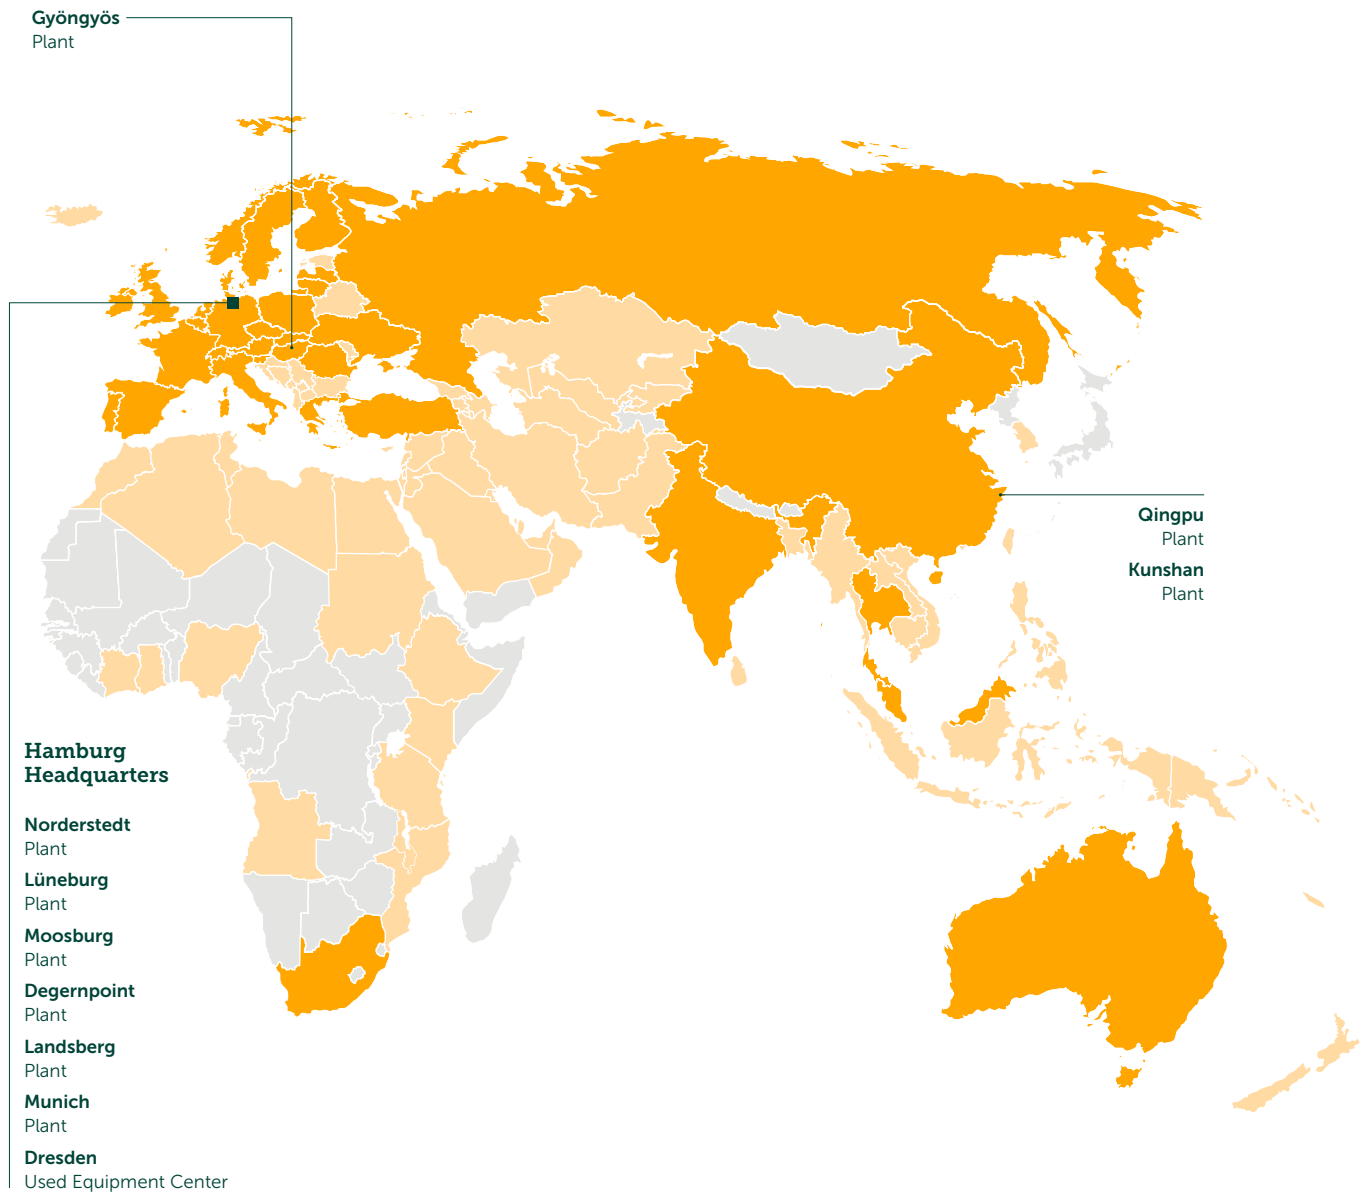 Gyöngyös
Plant
Qingpu
Plant
Kunshan
Plant
Hamburg
Headquarters
Norderstedt
Plant
Lüneburg
Plant
Moosburg
Plant
Degernpoint
Plant
Landsberg
Plant
Munich
Plant
Dresden
Used Equipment Center